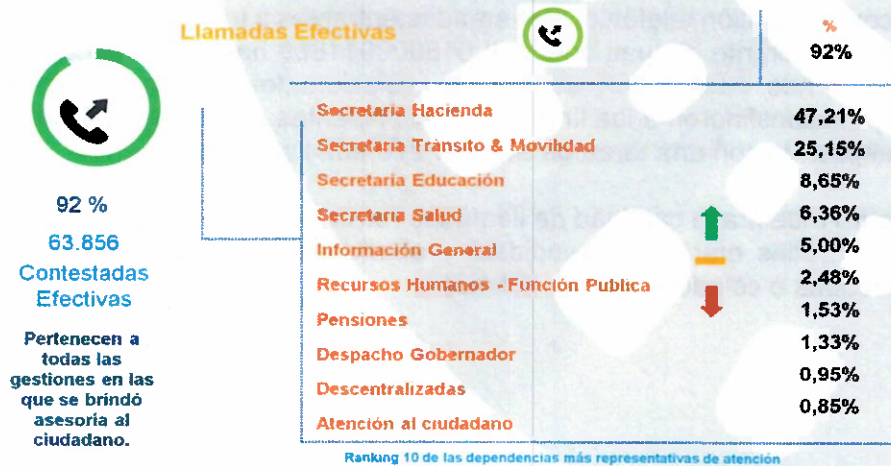 Llamadas Efectivas
%
92%
92 %
63.856
Contestadas
Efectivas
Pertenecen a
todas las
gestiones en las
que se brindó
asesoría al
ciudadano.
Secretaria Hacienda 47,21%
Secretaria Tránsito & Movilidad 25,15%
Secretaría Educación 8,65%
Secretaria Salud 6,36%
Información General 5,00%
Recursos Humanos - Función Publica 2,48%
Pensiones 1,53%
Despacho Gobernador 1,33%
Descentralizadas 0,95%
Atención al ciudadano 0,85%
Ranking 10 de las dependencias más representativas de atención